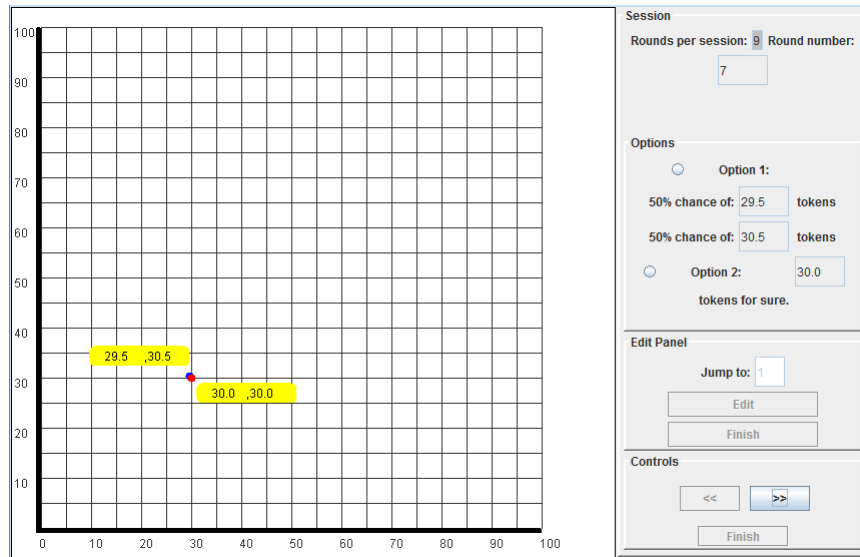 100
90
80
70
60
50
40
30
20
10
29.5 ,30.5
30.0 ,30.0
0 10 20 30 40 50 60 70 80 90 100
Session
Rounds per session: 9 Round number:
7
Options
Option 1:
50% chance of: 29.5 tokens
50% chance of: 30.5 tokens
Option 2: 30.0
tokens for sure.
Edit Panel
Jump to: 1
Edit
Finish
Controls
<< >>
Finish